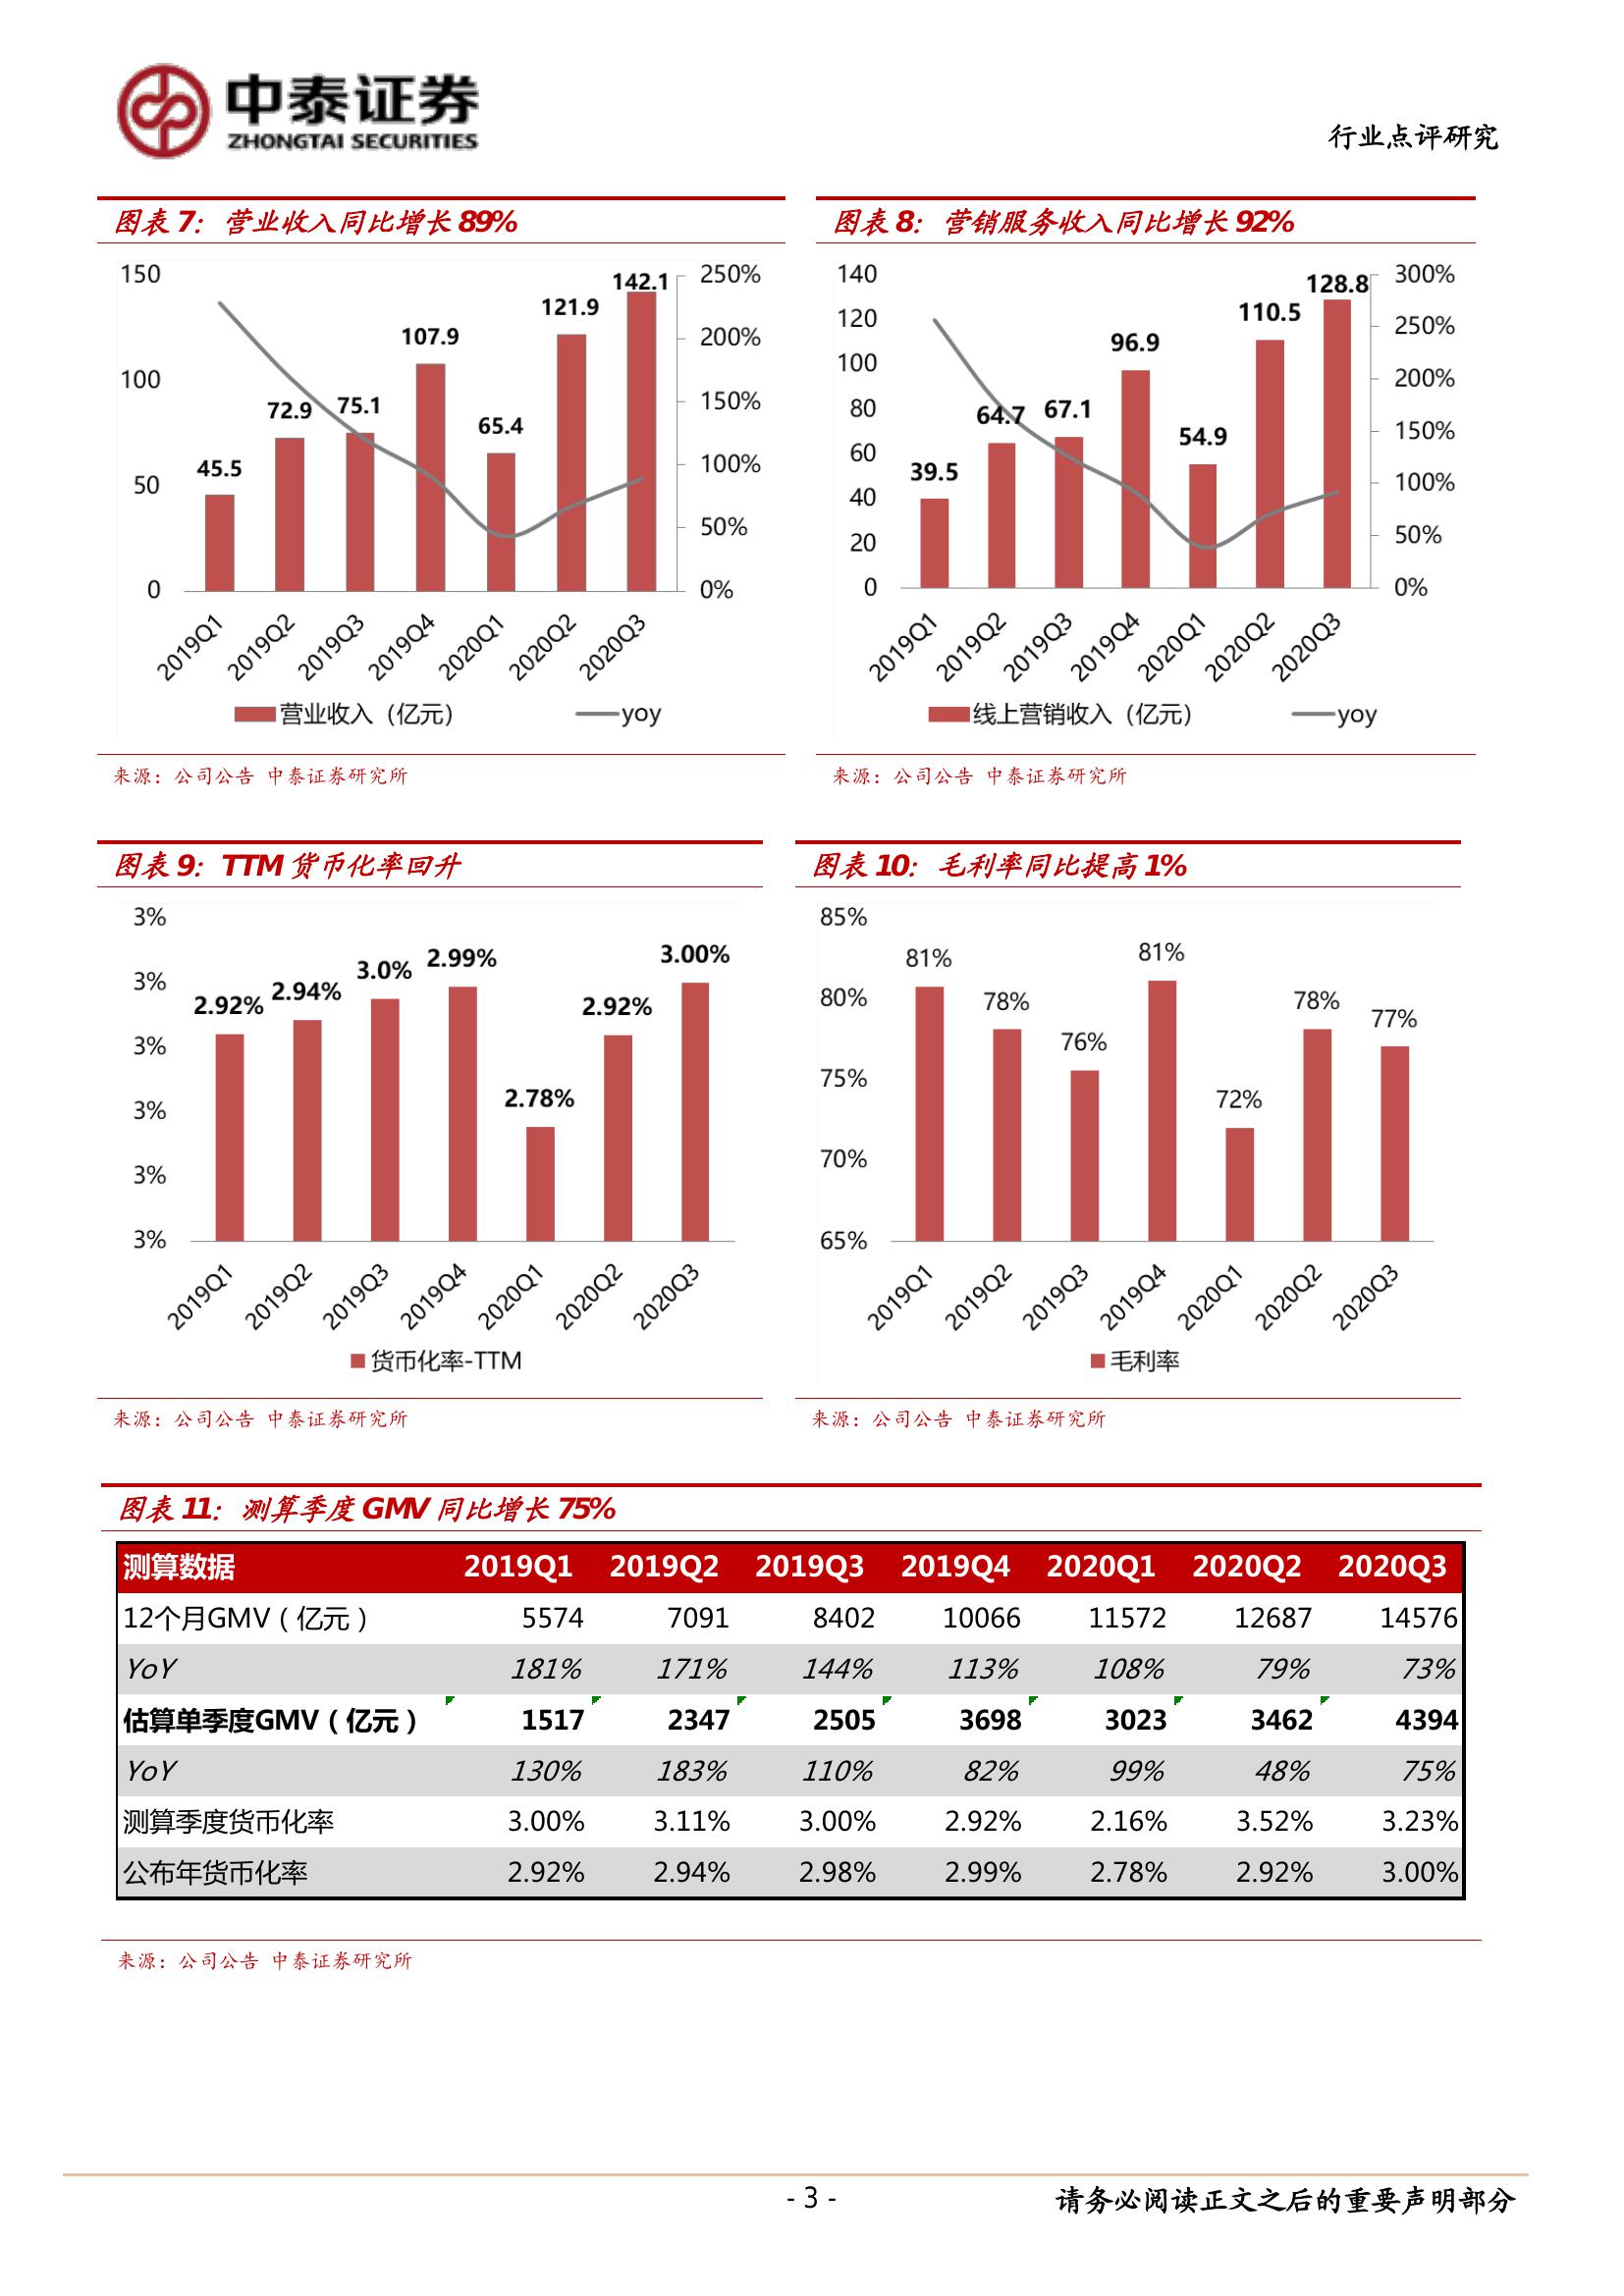 中泰证券
ZHONGTAI SECURITIES
行业点评研究
图表 7：营业收入同比增长 89%
150
100
50
0
250%
200%
150%
100%
50%
0%
45.5
72.9
75.1
107.9
65.4
121.9
142.1
2019Q1
2019Q2
2019Q3
2019Q4
2020Q1
2020Q2
2020Q3
营业收入（亿元）
yoy
来源：公司公告 中泰证券研究所
图表 8：营销服务收入同比增长 92%
140
120
100
80
60
40
20
0
300%
250%
200%
150%
100%
50%
0%
39.5
64.7
67.1
96.9
54.9
110.5
128.8
2019Q1
2019Q2
2019Q3
2019Q4
2020Q1
2020Q2
2020Q3
线上营销收入（亿元）
yoy
来源：公司公告 中泰证券研究所
图表 9：TTM 货币化率回升
3%
3%
3%
3%
3%
3%
2.92%
2.94%
3.0%
2.99%
2.78%
2.92%
3.00%
2019Q1
2019Q2
2019Q3
2019Q4
2020Q1
2020Q2
2020Q3
货币化率-TTM
来源：公司公告 中泰证券研究所
图表 10：毛利率同比提高 1%
85%
80%
75%
70%
65%
81%
78%
76%
81%
72%
78%
77%
2019Q1
2019Q2
2019Q3
2019Q4
2020Q1
2020Q2
2020Q3
毛利率
来源：公司公告 中泰证券研究所
图表 11：测算季度 GMV 同比增长 75%
测算数据 2019Q1 2019Q2 2019Q3 2019Q4 2020Q1 2020Q2 2020Q3
12个月GMV（亿元） 5574 7091 8402 10066 11572 12687 14576
YoY 181% 171% 144% 113% 108% 79% 73%
估算单季度GMV（亿元） 1517 2347 2505 3698 3023 3462 4394
YoY 130% 183% 110% 82% 99% 48% 75%
测算季度货币化率 3.00% 3.11% 3.00% 2.92% 2.16% 3.52% 3.23%
公布年货币化率 2.92% 2.94% 2.98% 2.99% 2.78% 2.92% 3.00%
来源：公司公告 中泰证券研究所
- 3 -
请务必阅读正文之后的重要声明部分